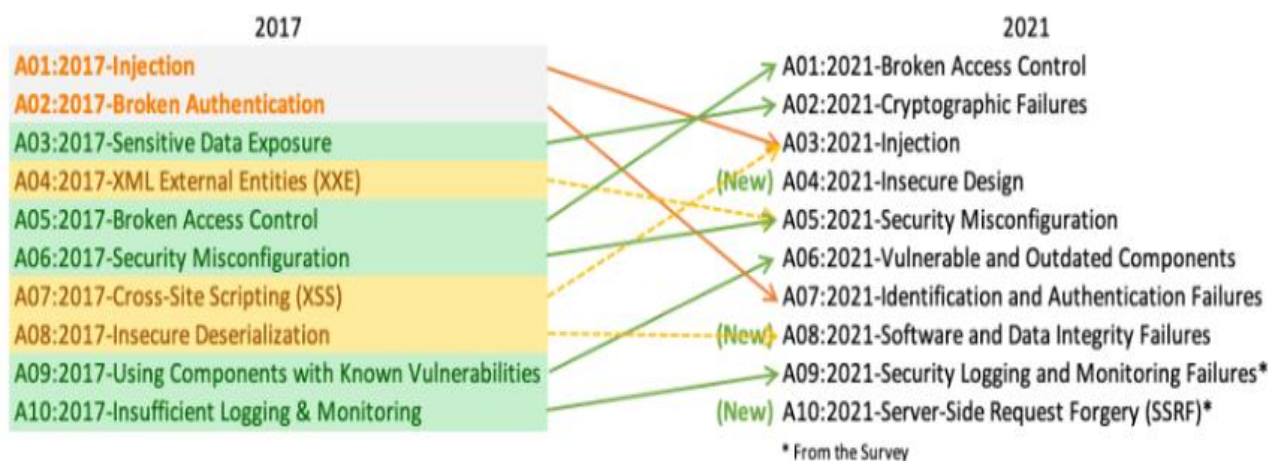 2017
A01:2017-Injection
A02:2017-Broken Authentication
A03:2017-Sensitive Data Exposure
A04:2017-XML External Entities (XXE)
A05:2017-Broken Access Control
A06:2017-Security Misconfiguration
A07:2017-Cross-Site Scripting (XSS)
A08:2017-Insecure Deserialization
A09:2017-Using Components with Known Vulnerabilities
A10:2017-Insufficient Logging & Monitoring
2021
A01:2021-Broken Access Control
A02:2021-Cryptographic Failures
A03:2021-Injection
(New) A04:2021-Insecure Design
A05:2021-Security Misconfiguration
A06:2021-Vulnerable and Outdated Components
A07:2021-Identification and Authentication Failures
(New) A08:2021-Software and Data Integrity Failures
A09:2021-Security Logging and Monitoring Failures*
(New) A10:2021-Server-Side Request Forgery (SSRF)*
* From the Survey